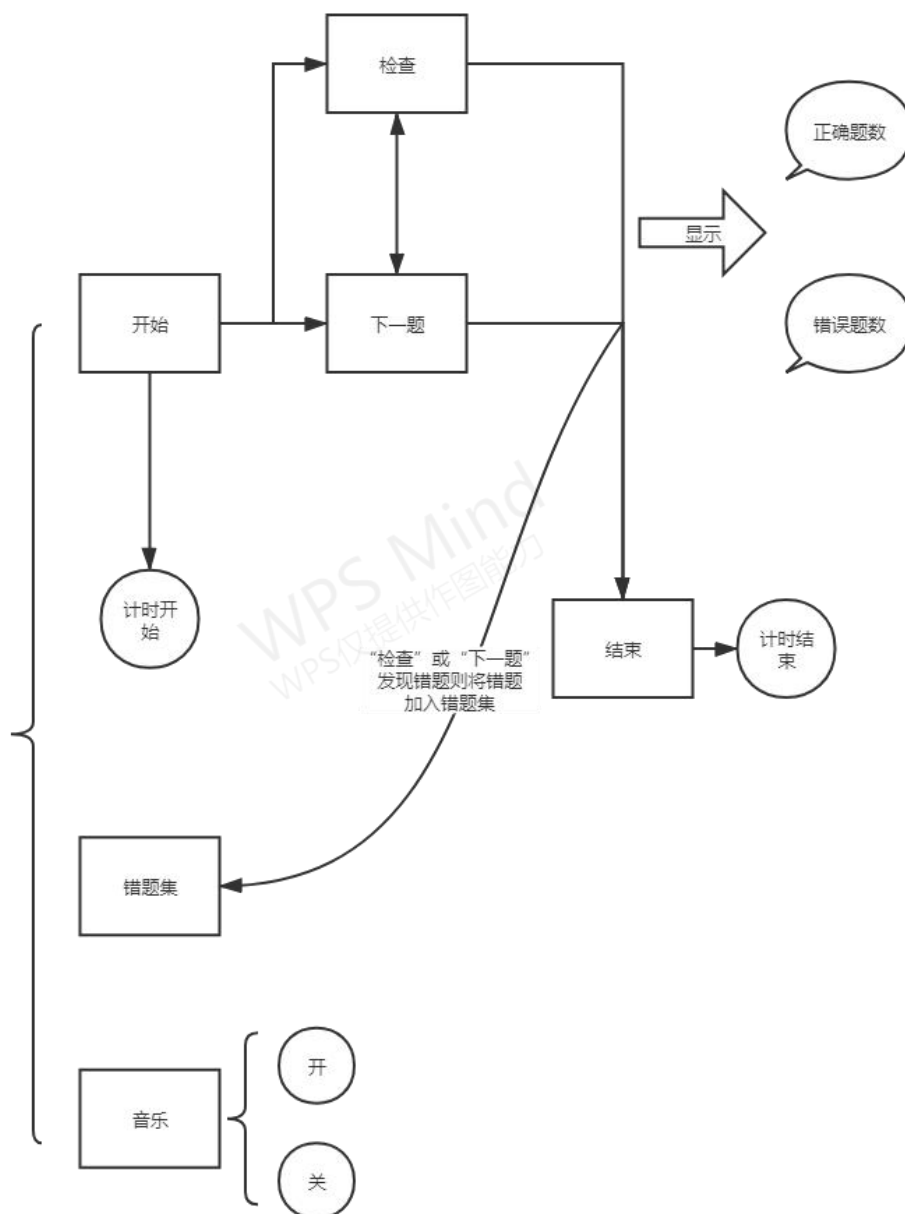 检查
正确题数
显示
开始
下一题
错误题数
WPS Mind
WPS仅提供作图能力
计时开
始
“检查”或“下一题”
发现错题则将错题
加入错题集
结束
计时结
束
错题集
开
音乐
关